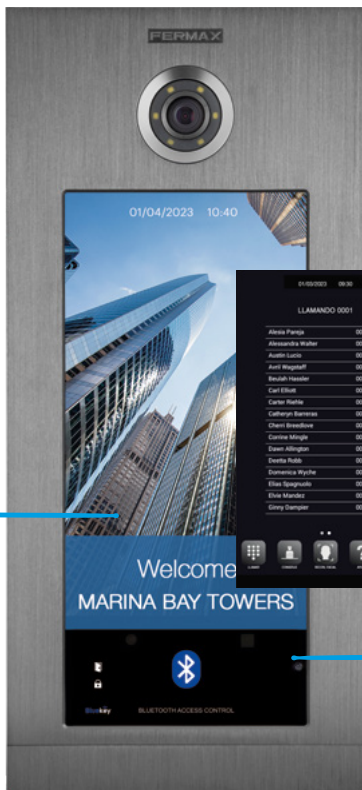 FERMAX
01/04/2023 10:40
01/03/2023 09:30
LLAMANDO 0001
Alesia Pareja
Alessandra Walter
Austin Lucio
Avril Wagstaff
Beulah Hassler
Carl Elliott
Carter Riehle
Catheryn Barreras
Cherri Breedlove
Corrine Mingle
Dawn Allington
Deetta Robb
Domenica Wyche
Elias Spagnuolo
Elvie Mandez
Ginny Dampier
Welcome
MARINA BAY TOWERS
Bluekey BLUETOOTH ACCESS CONTROL